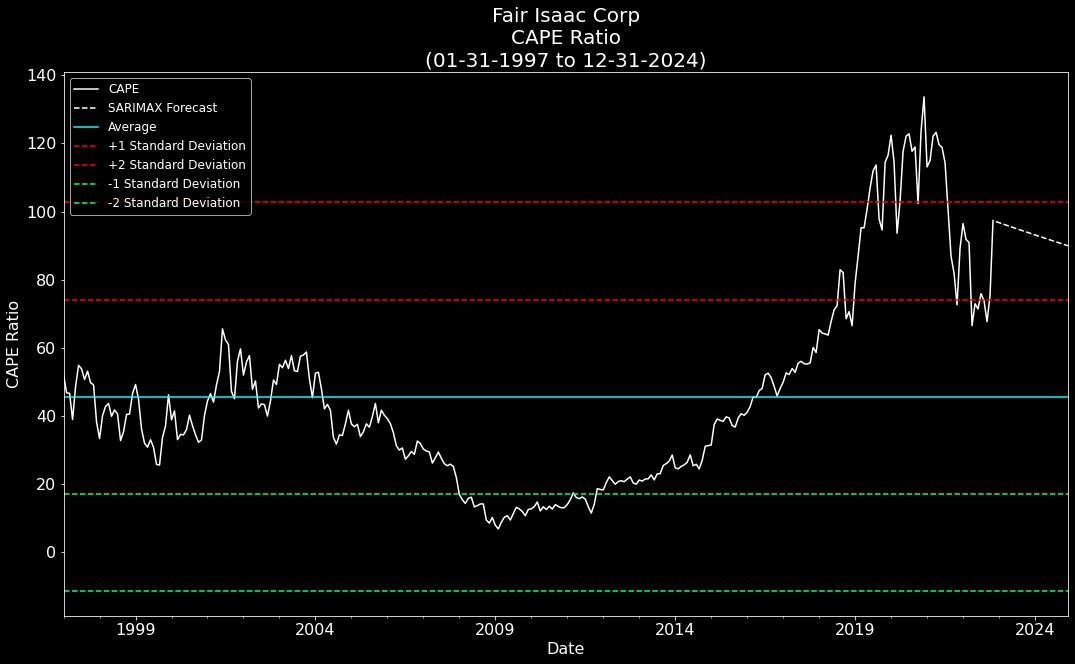 Fair Isaac Corp
CAPE Ratio
(01-31-1997 to 12-31-2024)
CAPE
SARIMAX Forecast
Average
+1 Standard Deviation
+2 Standard Deviation
-1 Standard Deviation
-2 Standard Deviation
140
120
100
80
60
40
20
0
CAPE Ratio
1999
2004
2009
2014
2019
2024
Date